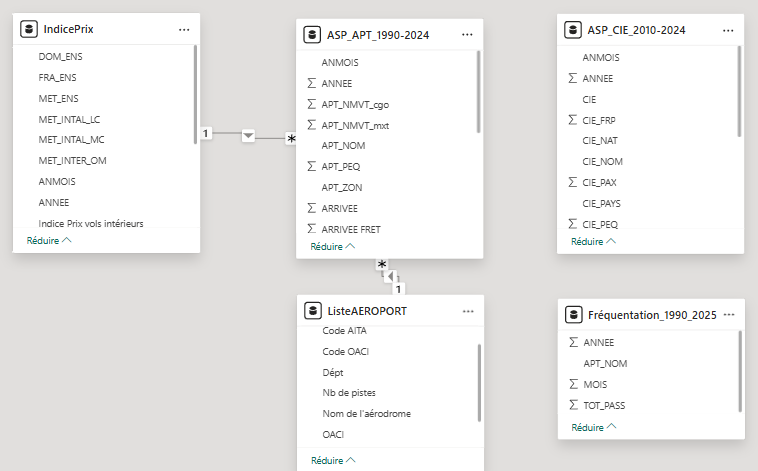 IndicePrix
DOM_ENS
FRA_ENS
MET_ENS
MET_INTAL_LC
MET_INTAL_MC
MET_INTER_OM
ANMOIS
ANNEE
Indice Prix vols intérieurs
Réduire
1
*
ASP_APT_1990-2024
ANMOIS
ANNEE
APT_NMVT_cgo
APT_NMVT_mxt
APT_NOM
APT_PEQ
APT_ZON
ARRIVEE
ARRIVEE FRET
Réduire
*
1
ListeAEROPORT
Code AITA
Code OACI
Dépt
Nb de pistes
Nom de l'aérodrome
OACI
Réduire
ASP_CIE_2010-2024
ANMOIS
ANNEE
CIE
CIE_FRP
CIE_NAT
CIE_NOM
CIE_PAX
CIE_PAYS
CIE_PEQ
Réduire
Fréquentation_1990_2025
ANNEE
APT_NOM
MOIS
TOT_PASS
Réduire